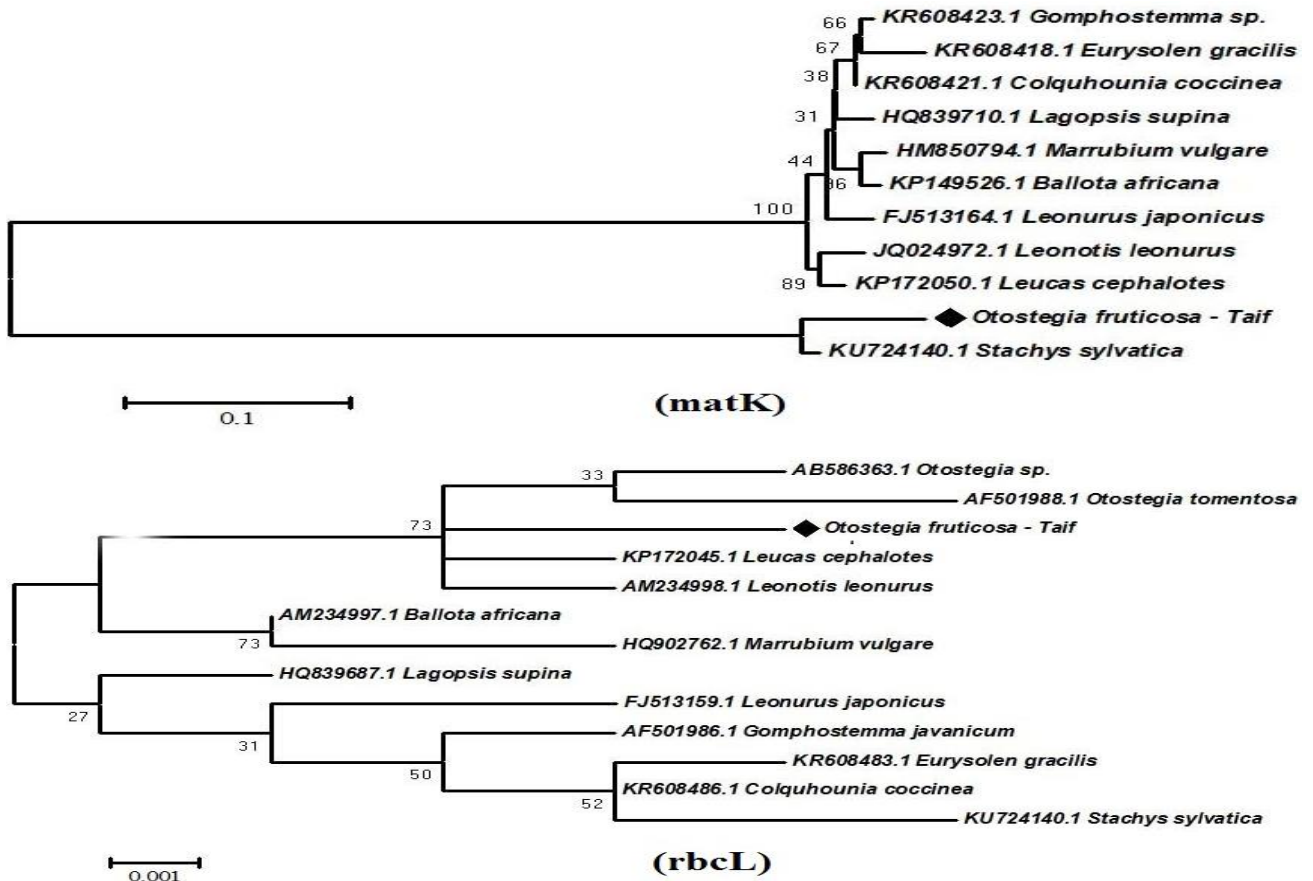 66
KR608423.1 Gomphostemma sp.
67
KR608418.1 Eurysolen gracilis
38
KR608421.1 Colquhounia coccinea
31
HQ839710.1 Lagopsis supina
44
HM850794.1 Marrubium vulgare
KP149526.1 Ballota africana
100
FJ513164.1 Leonurus japonicus
JQ024972.1 Leonotis leonurus
89
KP172050.1 Leucas cephalotes
Otostegia fruticosa - Taif
KU724140.1 Stachys sylvatica
0.1
(matK)
33
AB586363.1 Otostegia sp.
AF501988.1 Otostegia tomentosa
73
Otostegia fruticosa - Taif
KP172045.1 Leucas cephalotes
AM234998.1 Leonotis leonurus
AM234997.1 Ballota africana
73
HQ902762.1 Marrubium vulgare
HQ839687.1 Lagopsis supina
27
FJ513159.1 Leonurus japonicus
31
AF501986.1 Gomphostemma javanicum
50
KR608483.1 Eurysolen gracilis
KR608486.1 Colquhounia coccinea
52
KU724140.1 Stachys sylvatica
0.001
(rbcL)